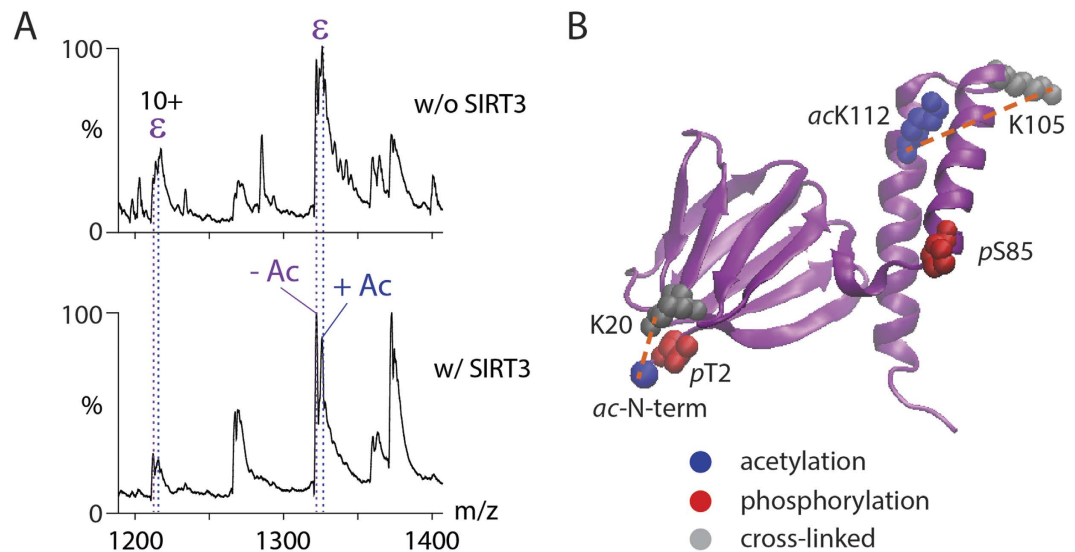 A
100
%
0
10+
ε
ε
w/o SIRT3
- Ac
+ Ac
100
%
0
w/ SIRT3
m/z
1200
1300
1400
B
acK112
K105
pS85
K20
pT2
ac-N-term
acetylation
phosphorylation
cross-linked